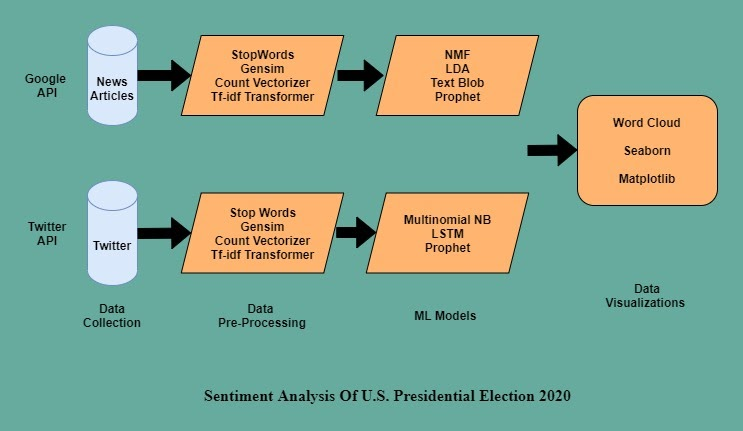 Google
API
News
Articles
StopWords
Gensim
Count Vectorizer
Tf-idf Transformer
NMF
LDA
Text Blob
Prophet
Word Cloud
Seaborn
Matplotlib
Twitter
API
Twitter
Stop Words
Gensim
Count Vectorizer
Tf-idf Transformer
Multinomial NB
LSTM
Prophet
Data
Collection
Data
Pre-Processing
ML Models
Data
Visualizations
Sentiment Analysis Of U.S. Presidential Election 2020